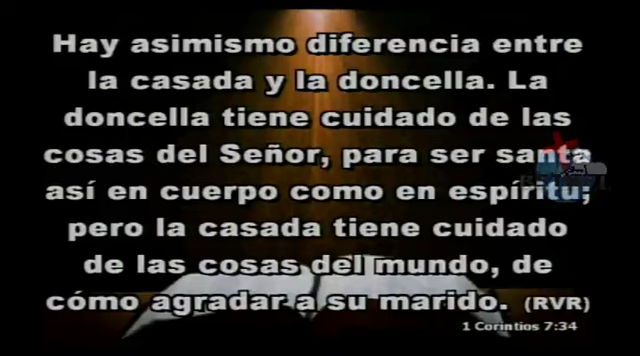 Hay asimismo diferencia entre
la casada y la doncella. La
doncella tiene cuidado de las
cosas del Señor, para ser santa
así en cuerpo como en espíritu;
pero la casada tiene cuidado
de las cosas del mundo, de
cómo agradar a su marido. (RVR)
1 Corintios 7:34